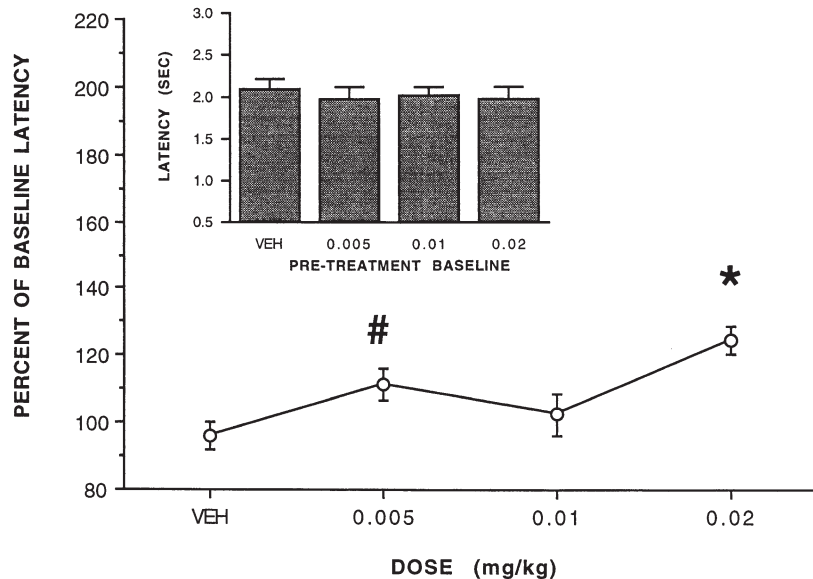 PERCENT OF BASELINE LATENCY
220
200
180
160
140
120
100
80
LATENCY (SEC)
3.0
2.5
2.0
1.5
1.0
0.5
VEH 0.005 0.01 0.02
PRE-TREATMENT BASELINE
*
#
VEH 0.005 0.01 0.02
DOSE (mg/kg)